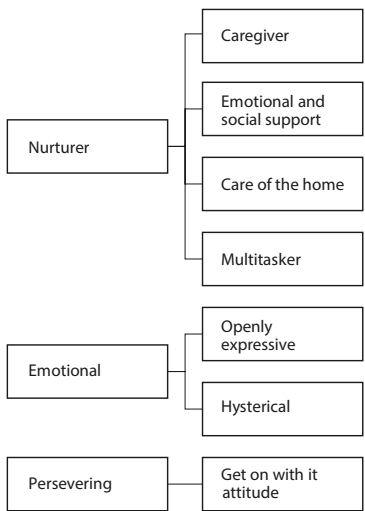 Nurturer
Caregiver
Emotional and
social support
Care of the home
Multitasker
Emotional
Openly
expressive
Hysterical
Persevering
Get on with it
attitude